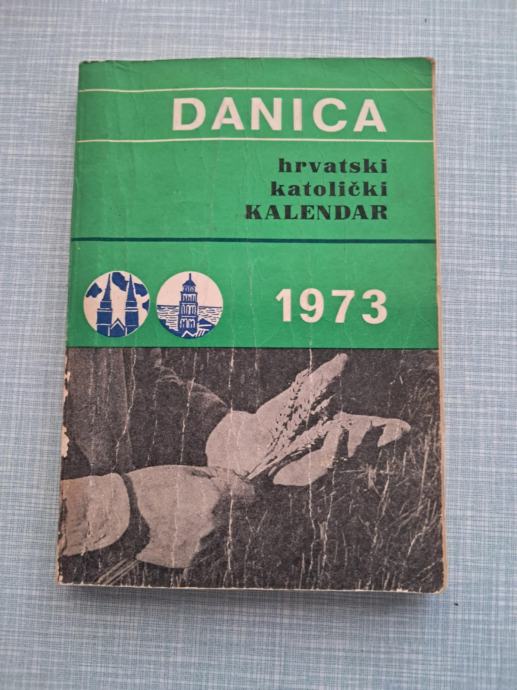 DANICA
hrvatski
katolički
KALENDAR
1973